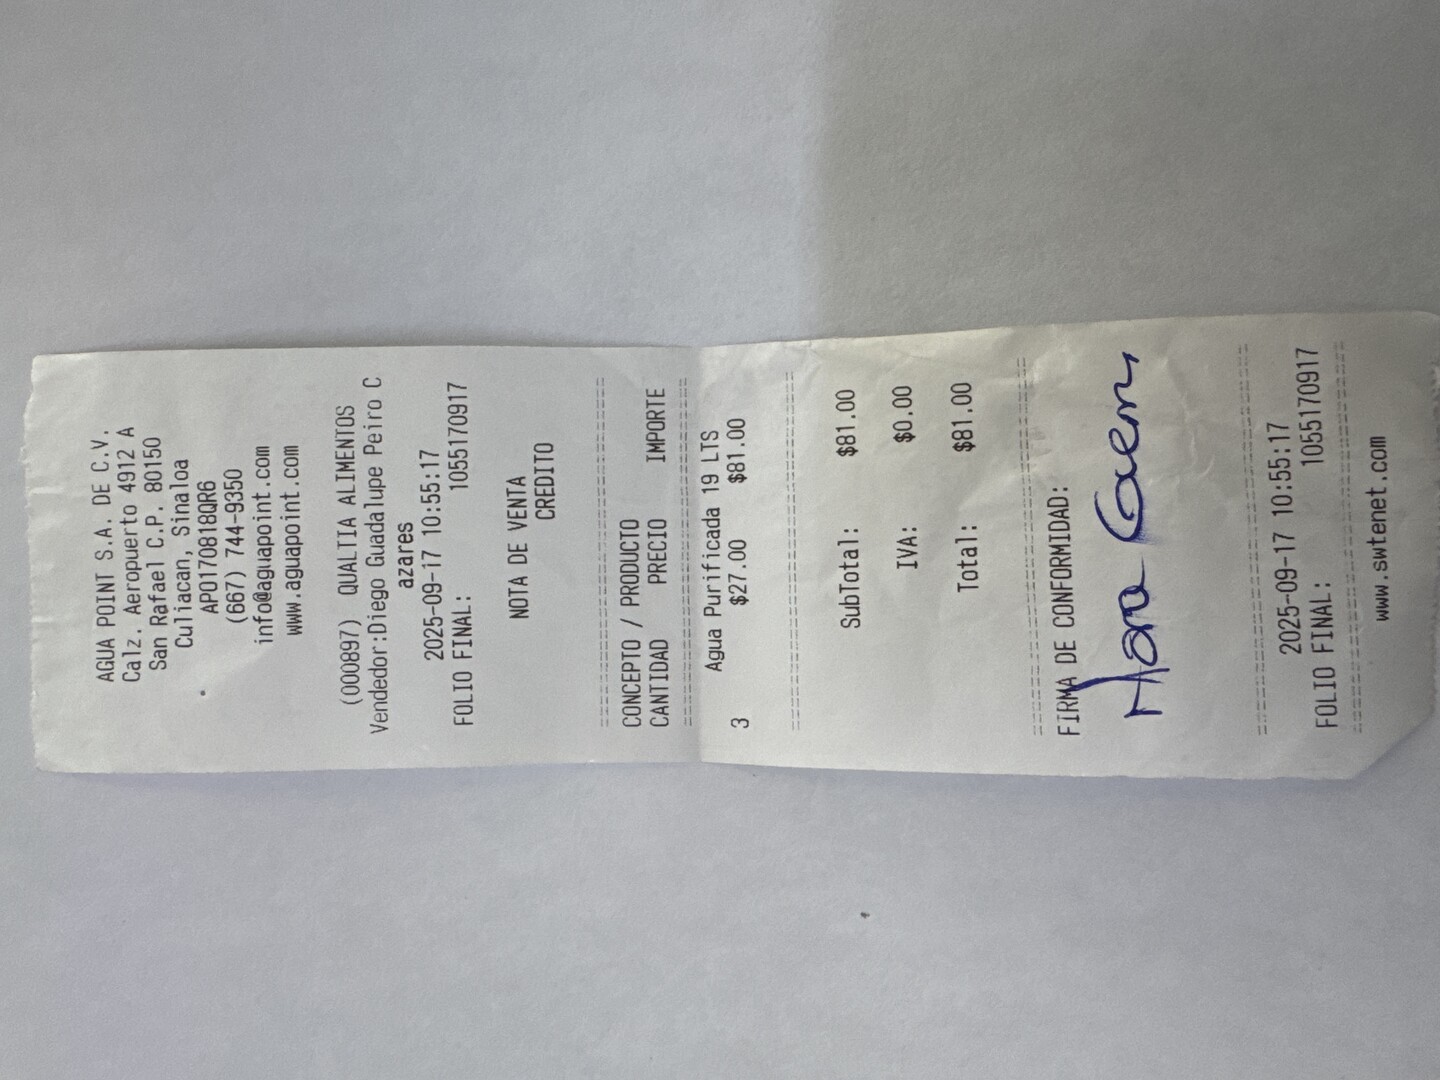 AGUA POINT S.A. DE C.V.
Calz. Aeropuerto 4912 A
San Rafael C.P. 80150
Culiacan, Sinaloa
APO170818QR6
(667) 744-9350
info@aguapoint.com
www.aguapoint.com
(000897) QUALTIA ALIMENTOS
Vendedor:Diego Guadalupe Peiro C
azares
2025-09-17 10:55:17
FOLIO FINAL: 1055170917
NOTA DE VENTA
CREDITO
CONCEPTO / PRODUCTO
CANTIDAD PRECIO IMPORTE
Agua Purificada 19 LTS
3 $27.00 $81.00
SubTotal: $81.00
IVA: $0.00
Total: $81.00
FIRMA DE CONFORMIDAD:
2025-09-17 10:55:17
FOLIO FINAL: 1055170917
www.swtenet.com